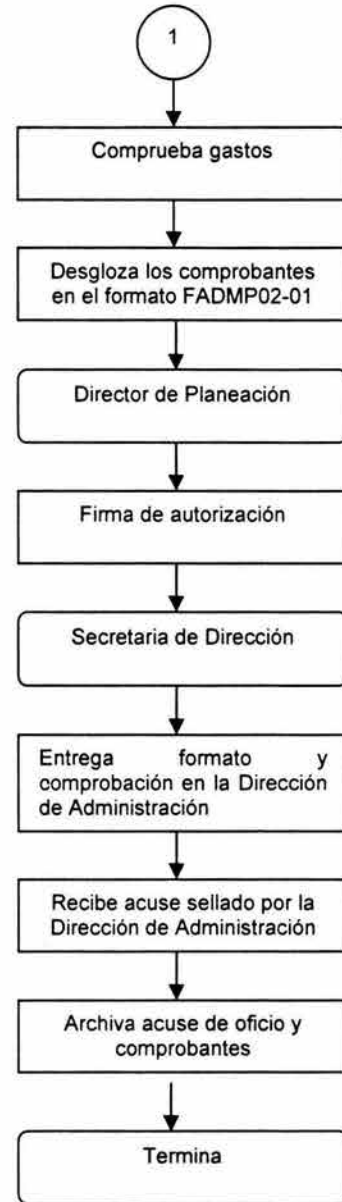 1
Comprueba gastos
Desgloza los comprobantes
en el formato FADMP02-01
Director de Planeación
Firma de autorización
Secretaria de Dirección
Entrega formato y
comprobación en la Dirección
de Administración
Recibe acuse sellado por la
Dirección de Administración
Archiva acuse de oficio y
comprobantes
Termina